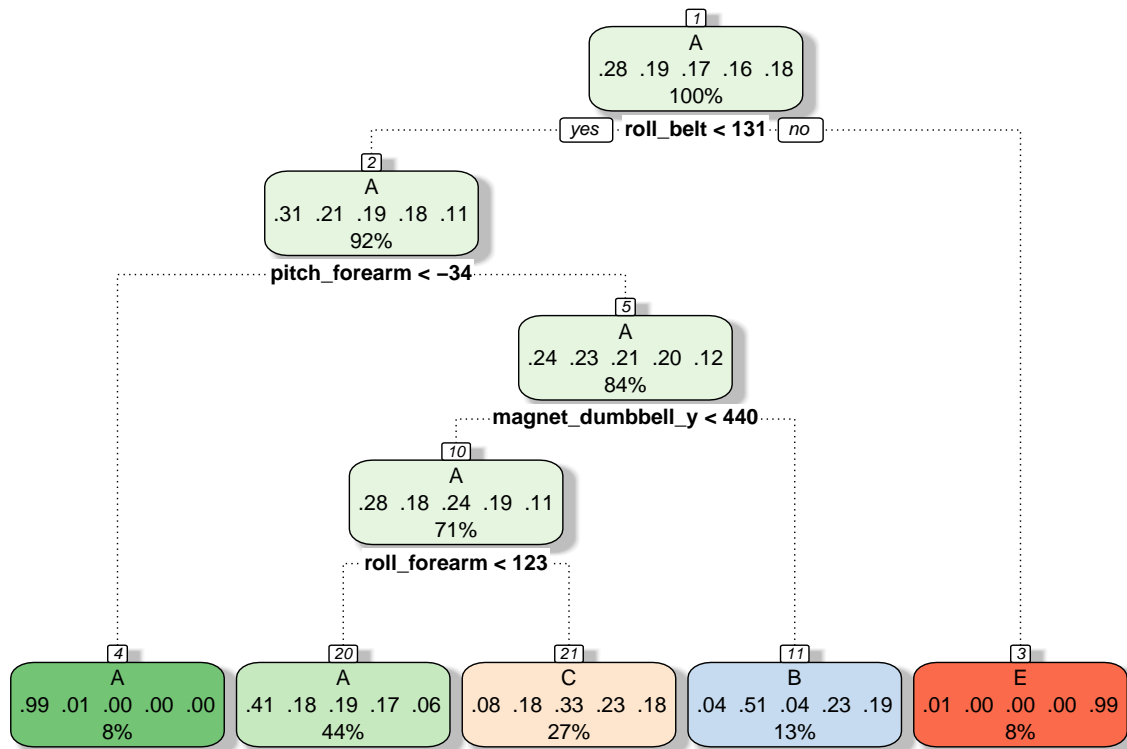 1
A
.28 .19 .17 .16 .18
100%
yes roll_belt < 131 no
2
A
.31 .21 .19 .18 .11
92%
pitch_forearm < −34
5
A
.24 .23 .21 .20 .12
84%
magnet_dumbbell_y < 440
10
A
.28 .18 .24 .19 .11
71%
roll_forearm < 123
4
A
.99 .01 .00 .00 .00
8%
20
A
.41 .18 .19 .17 .06
44%
21
C
.08 .18 .33 .23 .18
27%
11
B
.04 .51 .04 .23 .19
13%
3
E
.01 .00 .00 .00 .99
8%